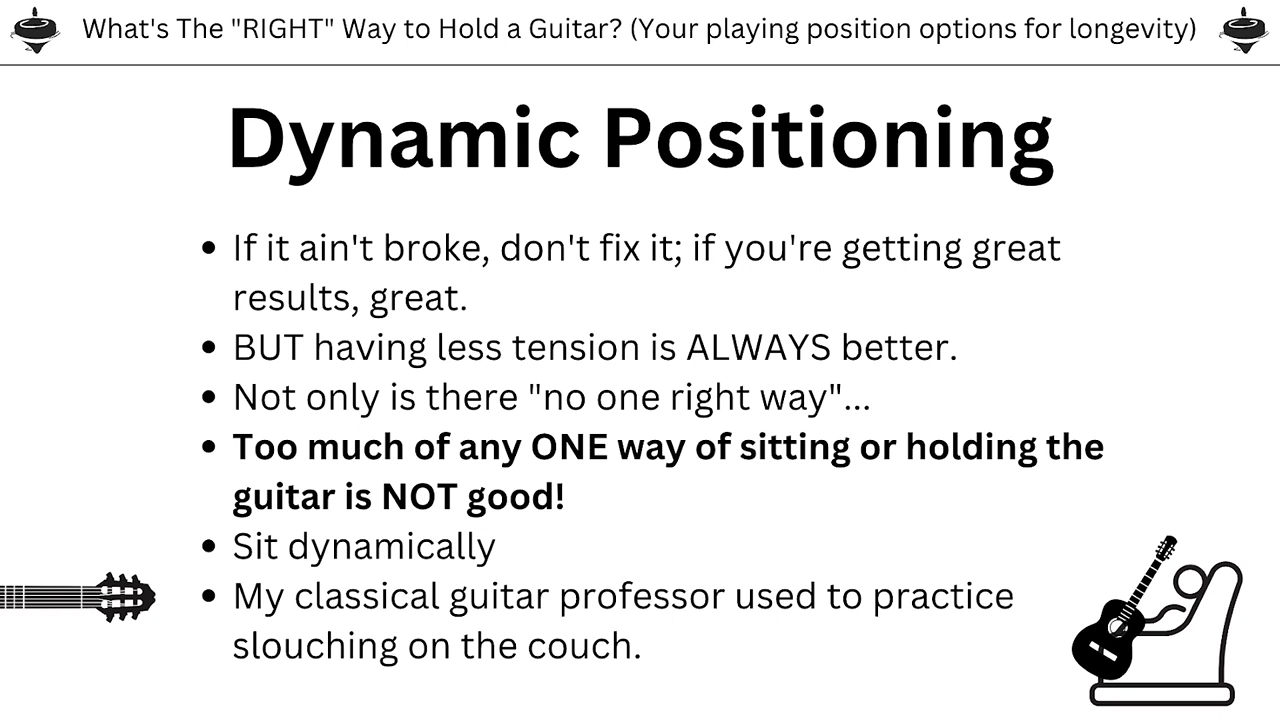 What's The "RIGHT" Way to Hold a Guitar? (Your playing position options for longevity)
Dynamic Positioning
• If it ain't broke, don't fix it; if you're getting great
results, great.
• BUT having less tension is ALWAYS better.
• Not only is there "no one right way"...
• Too much of any ONE way of sitting or holding the
guitar is NOT good!
• Sit dynamically
• My classical guitar professor used to practice
slouching on the couch.